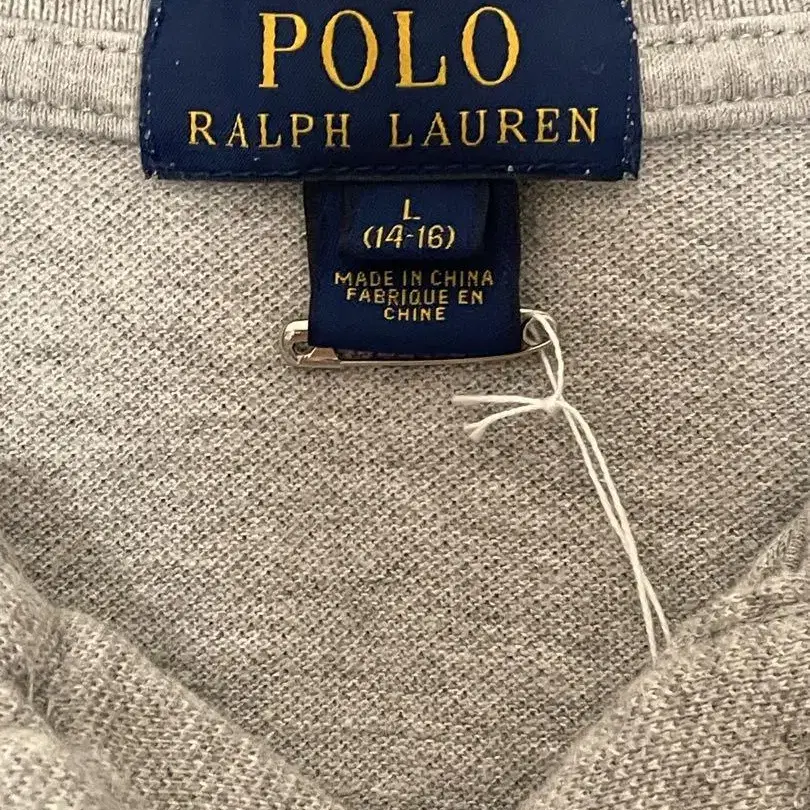 POLO
RALPH LAUREN
L
(14-16)
MADE IN CHINA
FABRIQUE EN
CHINE